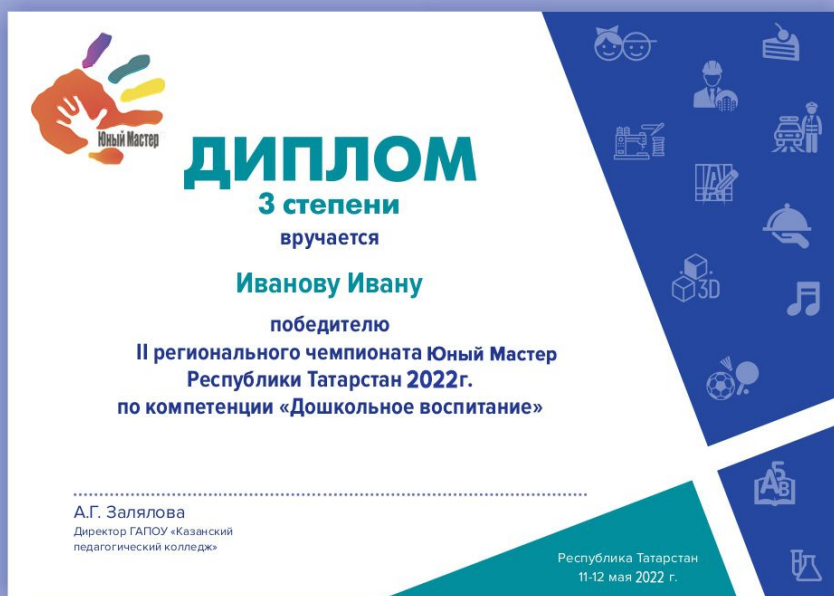 Юный Мастер
ДИПЛОМ
3 степени
вручается
Иванову Ивану
победителю
II регионального чемпионата Юный Мастер
Республики Татарстан 2022г.
по компетенции «Дошкольное воспитание»
А.Г. Залялова
Директор ГАПОУ «Казанский
педагогический колледж»
Республика Татарстан
11-12 мая 2022 г.
3D
А Б В